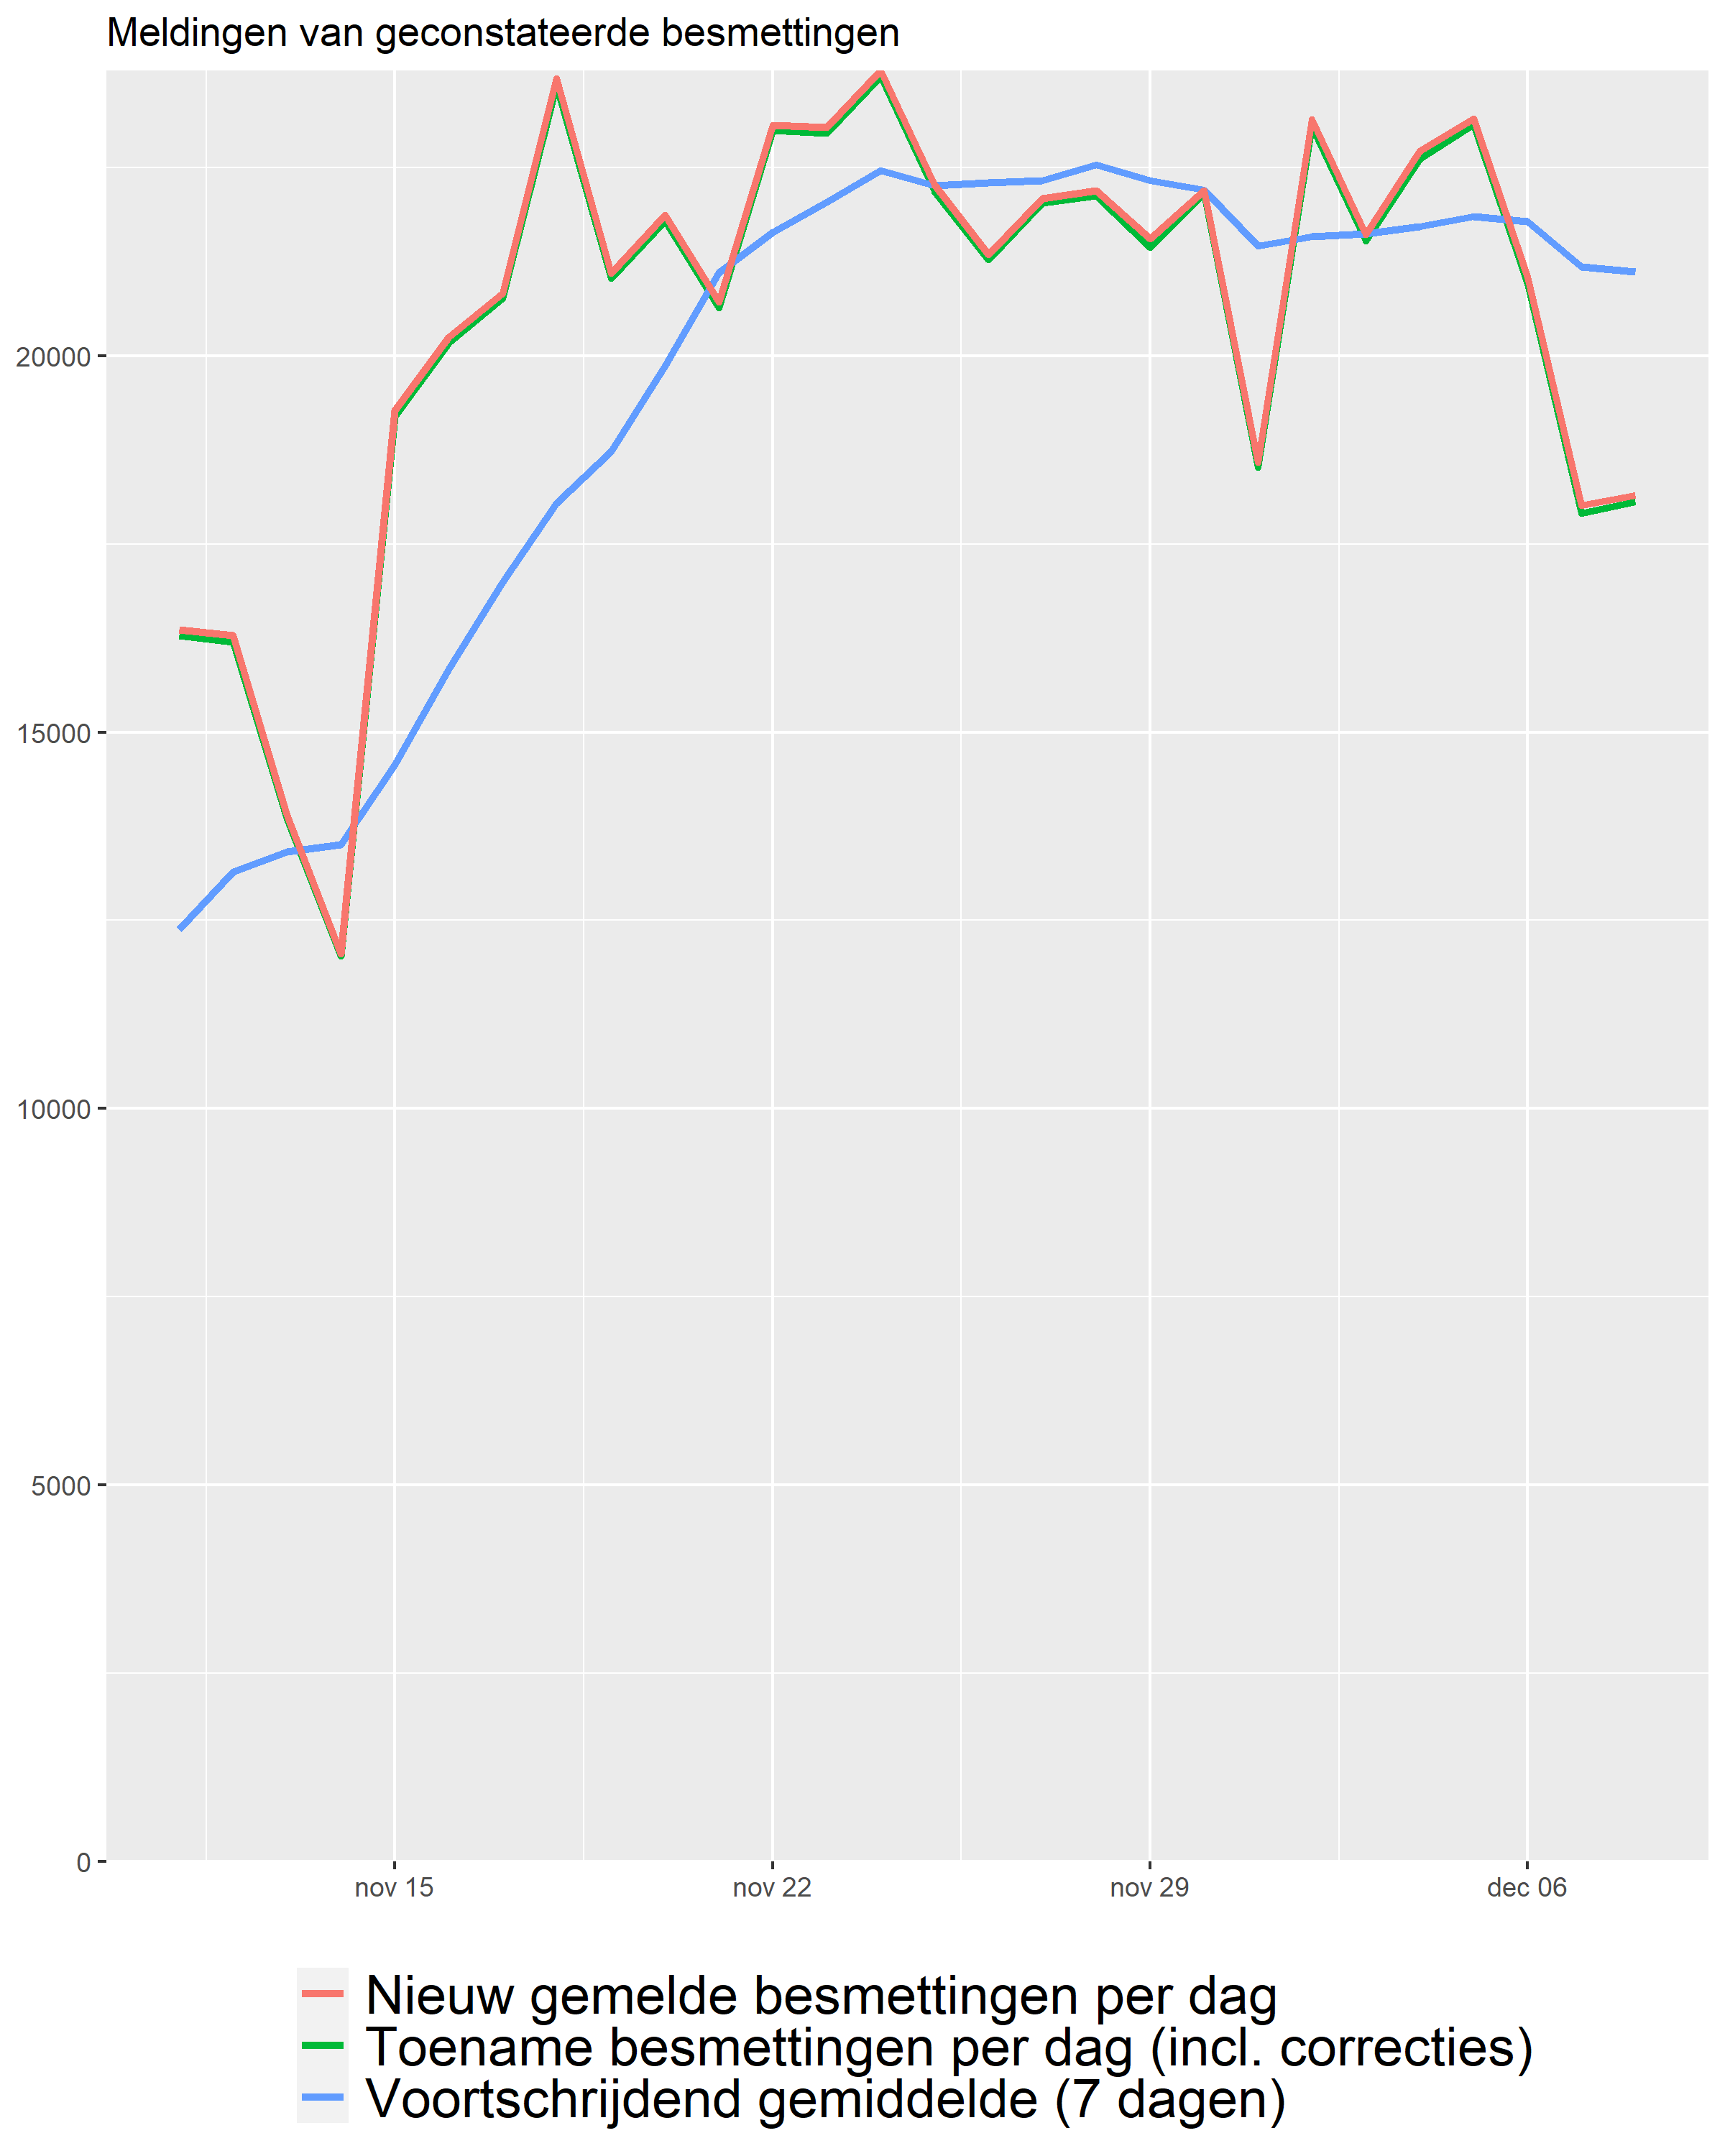 Meldingen van geconstateerde besmettingen
20000
15000
10000
5000
0
nov 15 nov 22 nov 29 dec 06
Nieuw gemelde besmettingen per dag
Toename besmettingen per dag (incl. correcties)
Voortschrijdend gemiddelde (7 dagen)